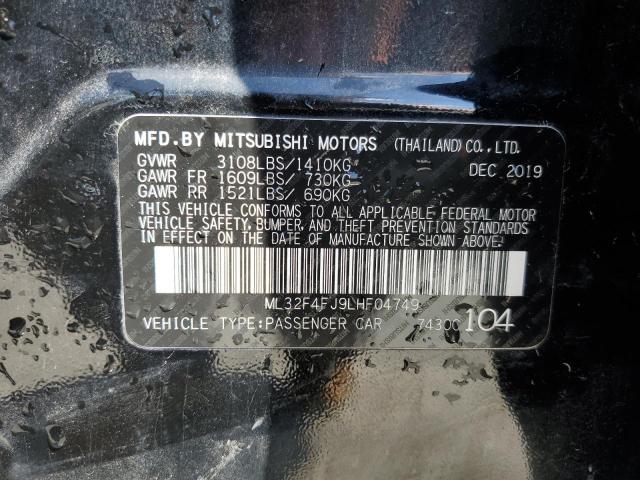 MFD.BY MITSUBISHI MOTORS (THAILAND) CO.,LTD.
GVWR 3108LBS/1410KG DEC 2019
GAWR FR 1609LBS/ 730KG
GAWR RR 1521LBS/ 690KG
THIS VEHICLE CONFORMS TO ALL APPLICABLE FEDERAL MOTOR
VEHICLE SAFETY, BUMPER, AND THEFT PREVENTION STANDARDS
IN EFFECT ON THE DATE OF MANUFACTURE SHOWN ABOVE.
ML32F4FJ9LHF04749
VEHICLE TYPE:PASSENGER CAR 7430C 104